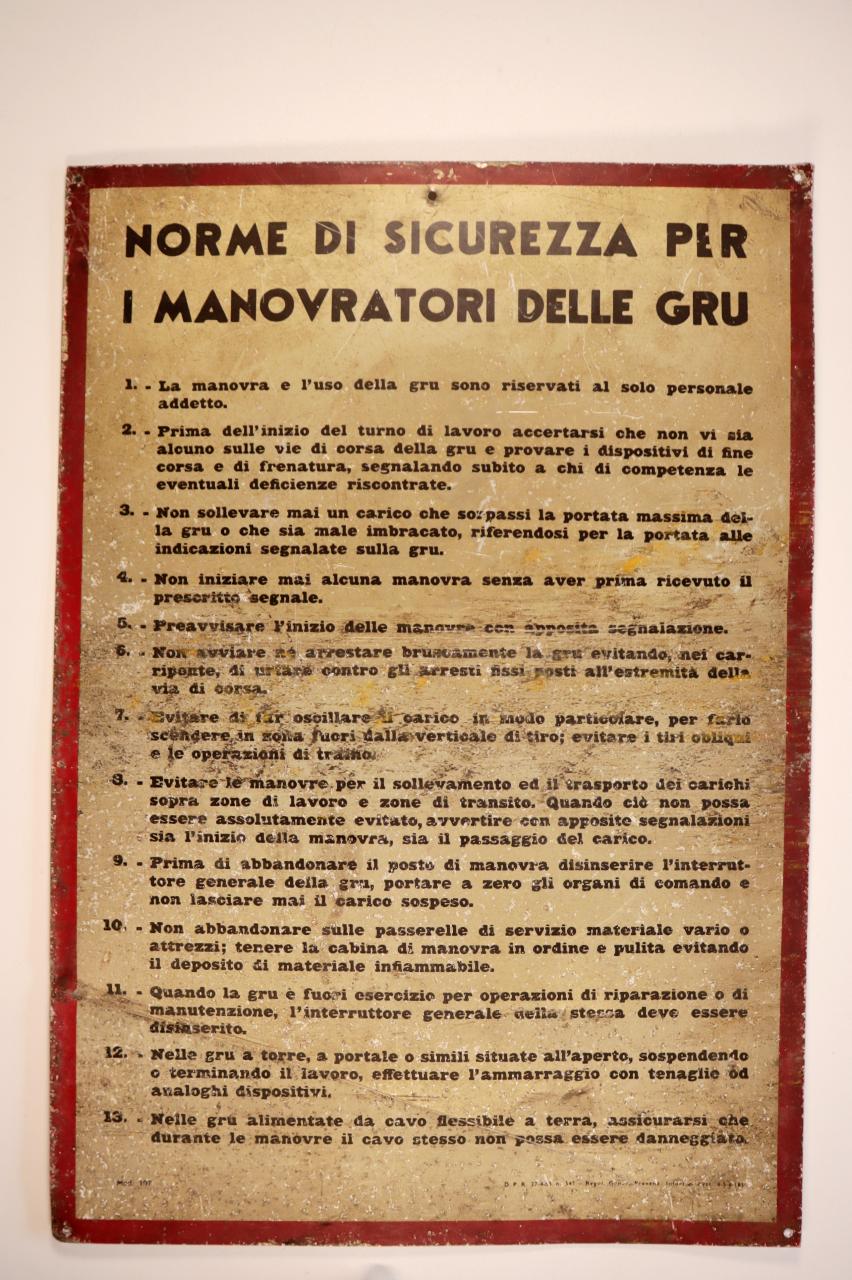 NORME DI SICUREZZA PER
I MANOVRATORI DELLE GRU
1. - La manovra e l'uso della gru sono riservati al solo personale
addetto.
2. - Prima dell'inizio del turno di lavoro accertarsi che non vi sia
alcuno sulle vie di corsa della gru e provare i dispositivi di fine
corsa e di frenatura, segnalando subito a chi di competenza le
eventuali deficienze riscontrate.
3. - Non sollevare mai un carico che sorpassi la portata massima del-
la gru o che sia male imbracato, riferendosi per la portata alle
indicazioni segnalate sulla gru.
4. - Non iniziare mai alcuna manovra senza aver prima ricevuto il
prescritto segnale.
5. - Preavvisare l'inizio delle manovre con apposita segnalazione.
6. - Non avviare né arrestare bruscamente la gru evitando, nei car-
riponte, di urtare contro gli arresti fissi posti all'estremità della
via di corsa.
7. - Evitare di far oscillare il carico in modo particolare, per farlo
scendere in zona fuori dalla verticale di tiro; evitare i tiri obliqui
e le operazioni di traino.
8. - Evitare le manovre per il sollevamento ed il trasporto dei carichi
sopra zone di lavoro e zone di transito. Quando ciò non possa
essere assolutamente evitato, avvertire con apposite segnalazioni
sia l'inizio della manovra, sia il passaggio del carico.
9. - Prima di abbandonare il posto di manovra disinserire l'interrut-
tore generale della gru, portare a zero gli organi di comando e
non lasciare mai il carico sospeso.
10. - Non abbandonare sulle passerelle di servizio materiale vario o
attrezzi; tenere la cabina di manovra in ordine e pulita evitando
il deposito di materiale infiammabile.
11. - Quando la gru è fuori esercizio per operazioni di riparazione o di
manutenzione, l'interruttore generale della stessa deve essere
disinserito.
12. - Nelle gru a torre, a portale o simili situate all'aperto, sospendendo
o terminando il lavoro, effettuare l'ammarraggio con tenaglie od
analoghi dispositivi.
13. - Nelle gru alimentate da cavo flessibile a terra, assicurarsi che
durante le manovre il cavo stesso non possa essere danneggiato.
Mod. 107
D.P.R.